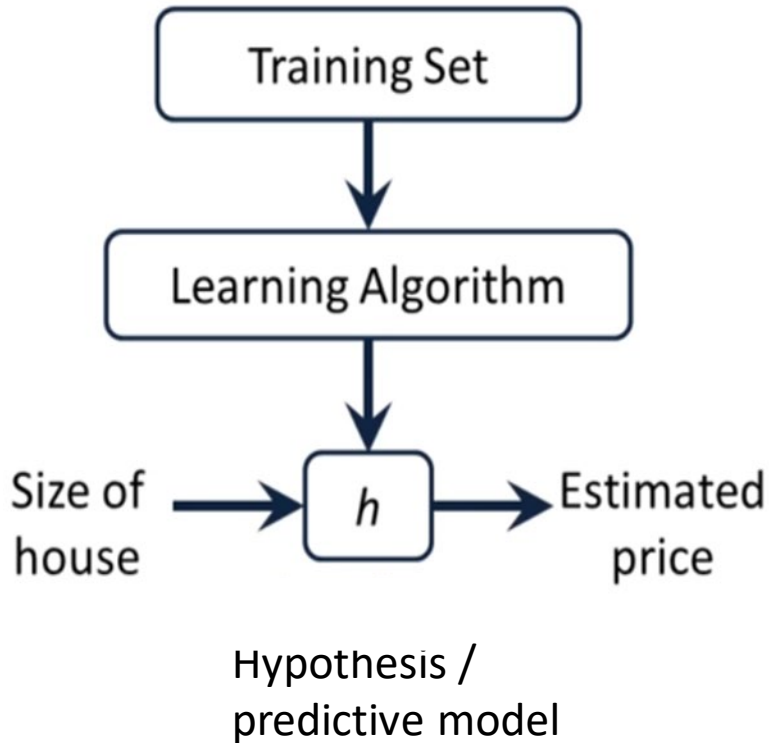 Training Set
Learning Algorithm
Size of
house
h
Estimated
price
Hypothesis /
predictive model